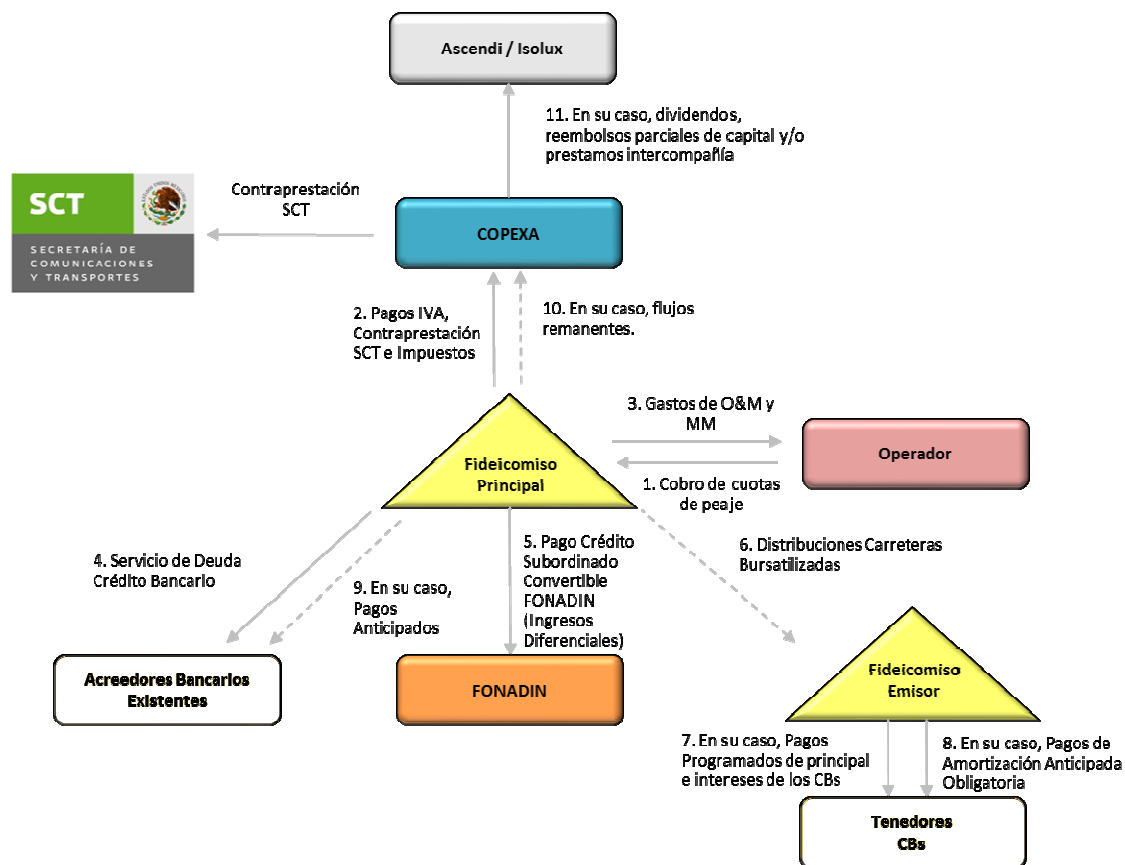 Ascendi / Isolux
11. En su caso, dividendos,
reembolsos parciales de capital y/o
prestamos intercompañía
Contraprestación
SCT
SCT
SECRETARÍA DE
COMUNICACIONES
Y TRANSPORTES
COPEXA
2. Pagos IVA,
Contraprestación
SCT e Impuestos
10. En su caso, flujos
remanentes.
3. Gastos de O&M y
MM
Fideicomiso
Principal
Operador
1. Cobro de cuotas
de peaje
4. Servicio de Deuda
Crédito Bancario
9. En su caso,
Pagos
Anticipados
5. Pago Crédito
Subordinado
Convertible
FONADIN
(Ingresos
Diferenciales)
6. Distribuciones Carreteras
Bursatilizadas
Acreedores Bancarios
Existentes
FONADIN
Fideicomiso
Emisor
7. En su caso, Pagos
Programados de principal
e intereses de los CBs
8. En su caso, Pagos de
Amortización Anticipada
Obligatoria
Tenedores
CBs